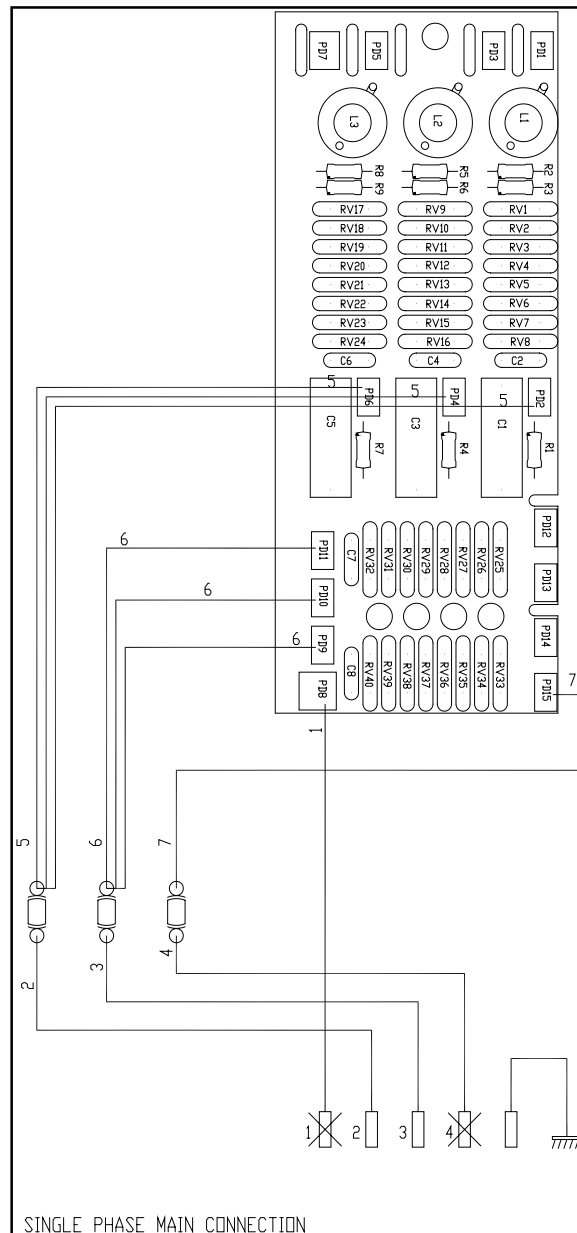 PD7 PD5 PD3 PD1
L3 L2 L1
R8 R5 R2
R9 R6 R3
RV17 RV9 RV1
RV18 RV10 RV2
RV19 RV11 RV3
RV20 RV12 RV4
RV21 RV13 RV5
RV22 RV14 RV6
RV23 RV15 RV7
RV24 RV16 RV8
C6 C4 C2
5 5 5
PD6 PD4 PD2
C5 C3 C1
R7 R4 R1
PD12
6
PD11 C7 RV32 RV31 RV30 RV29 RV28 RV27 RV26 RV25
PD13
6
PD10
PD14
6
PD9
C8 RV40 RV39 RV38 RV37 RV36 RV35 RV34 RV33
PD8 PD15 7
1
5 6 7
2 3 4
1 2 3 4
SINGLE PHASE MAIN CONNECTION